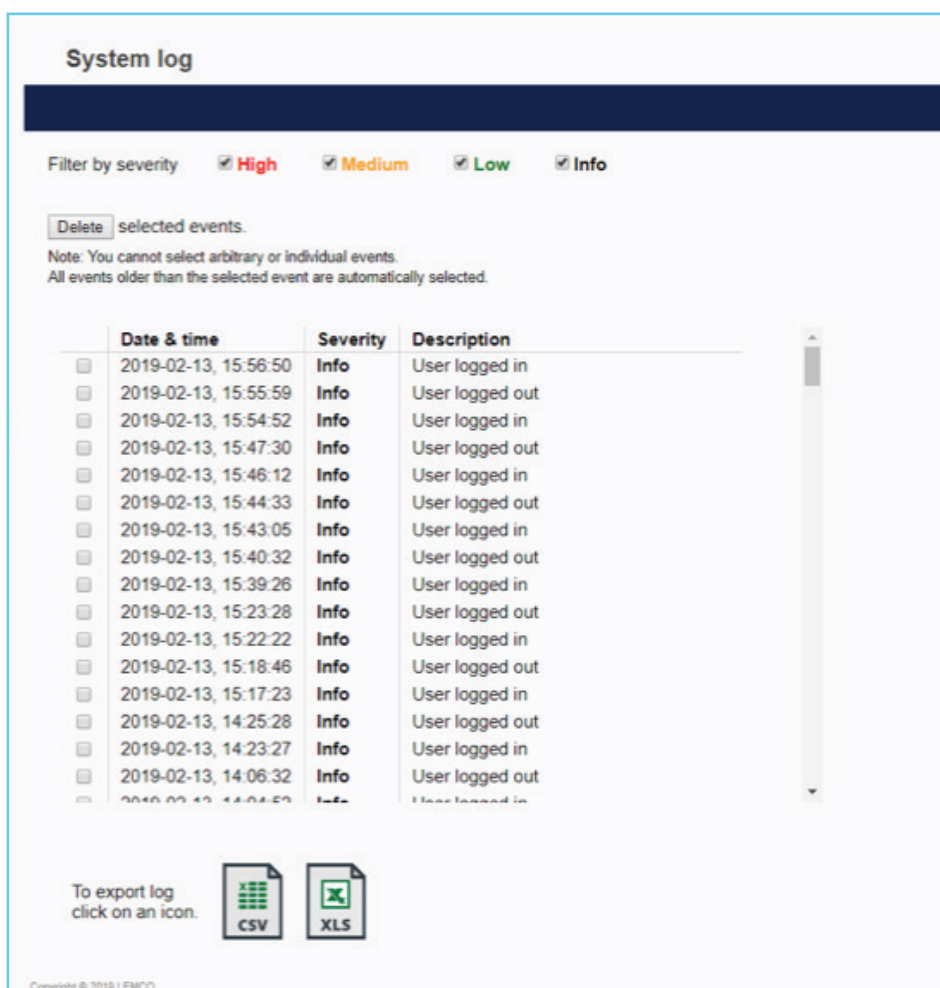 System log
Filter by severity High Medium Low Info
Delete selected events.
Note: You cannot select arbitrary or individual events.
All events older than the selected event are automatically selected.
Date & time Severity Description
2019-02-13, 15:56:50 Info User logged in
2019-02-13, 15:55:59 Info User logged out
2019-02-13, 15:54:52 Info User logged in
2019-02-13, 15:47:30 Info User logged out
2019-02-13, 15:46:12 Info User logged in
2019-02-13, 15:44:33 Info User logged out
2019-02-13, 15:43:05 Info User logged in
2019-02-13, 15:40:32 Info User logged out
2019-02-13, 15:39:26 Info User logged in
2019-02-13, 15:23:28 Info User logged out
2019-02-13, 15:22:22 Info User logged in
2019-02-13, 15:18:46 Info User logged out
2019-02-13, 15:17:23 Info User logged in
2019-02-13, 14:25:28 Info User logged out
2019-02-13, 14:23:27 Info User logged in
2019-02-13, 14:06:32 Info User logged out
To export log
click on an icon.
CSV XLS
Copyright © 2019 LEMCO